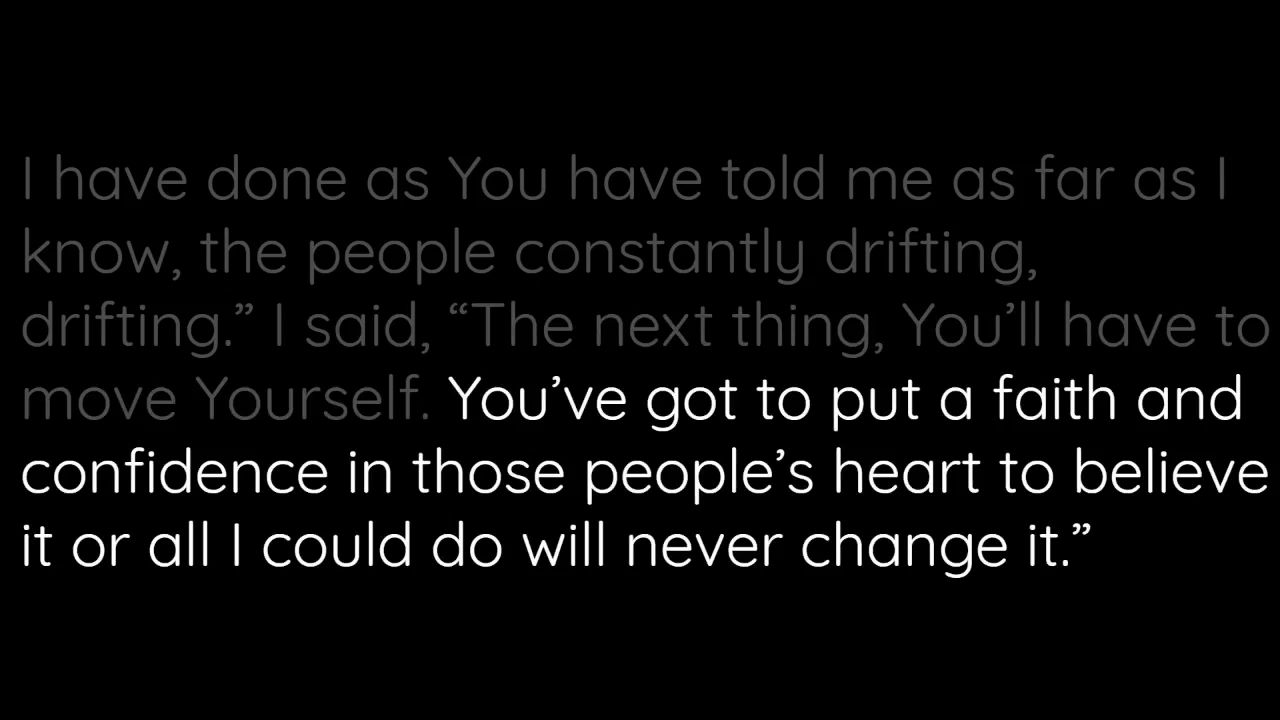 I have done as You have told me as far as I
know, the people constantly drifting,
drifting.” I said, “The next thing, You’ll have to
move Yourself. You’ve got to put a faith and
confidence in those people’s heart to believe
it or all I could do will never change it.”